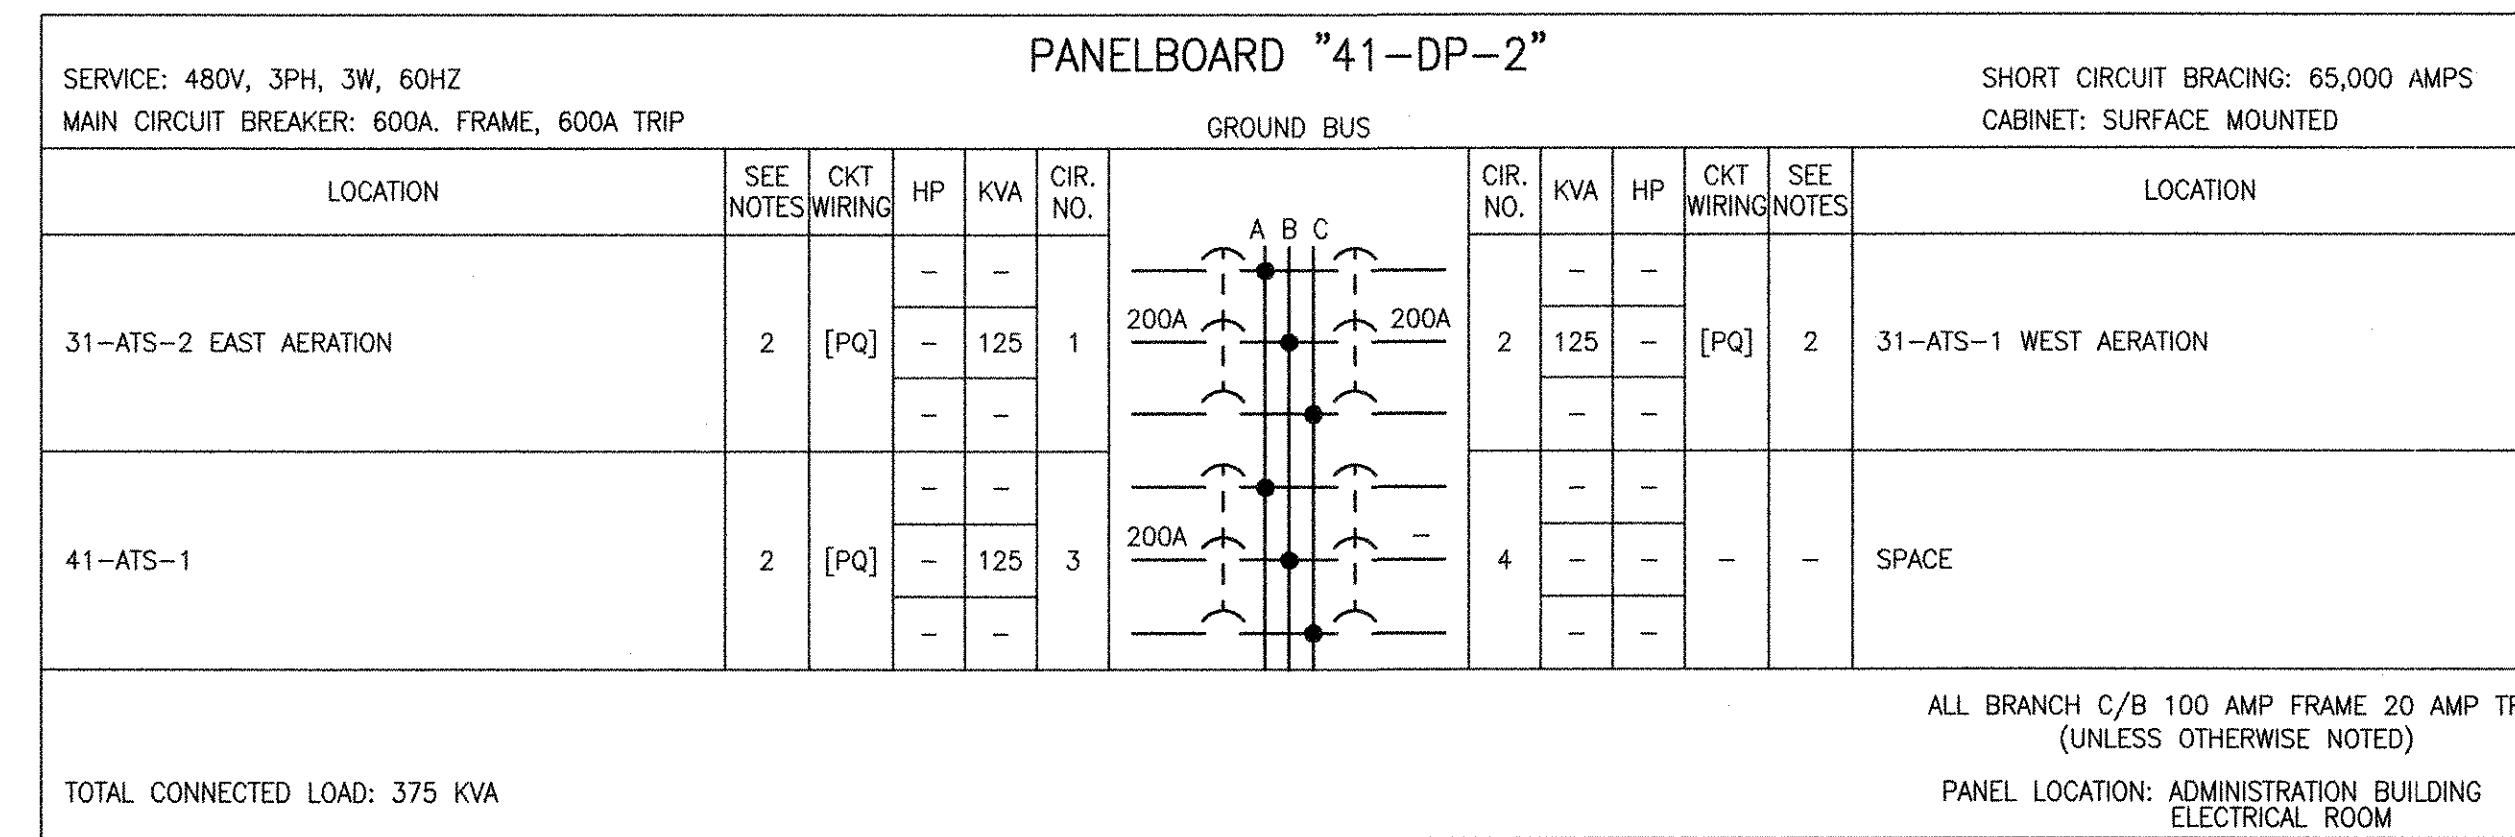 PANELBOARD "41-DP-2"
SERVICE: 480V, 3PH, 3W, 60HZ
MAIN CIRCUIT BREAKER: 600A. FRAME, 600A TRIP
GROUND BUS
SHORT CIRCUIT BRACING: 65,000 AMPS
CABINET: SURFACE MOUNTED
LOCATION SEE NOTES CKT WIRING HP KVA CIR. NO. A B C CIR. NO. KVA HP CKT WIRING SEE NOTES LOCATION
- - - -
31-ATS-2 EAST AERATION 2 [PQ] - 125 1 200A 200A 2 125 - [PQ] 2 31-ATS-1 WEST AERATION
- - - -
- - - -
41-ATS-1 2 [PQ] - 125 3 200A - 4 - - - - SPACE
- - - -
ALL BRANCH C/B 100 AMP FRAME 20 AMP
(UNLESS OTHERWISE NOTED)
TOTAL CONNECTED LOAD: 375 KVA
PANEL LOCATION: ADMINISTRATION BUILDING
ELECTRICAL ROOM